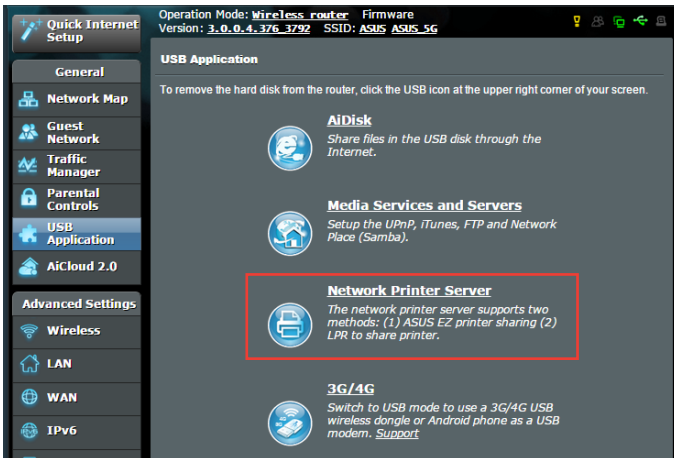 Quick Internet
Setup
Operation Mode: Wireless router Firmware
Version: 3.0.0.4.376_3792 SSID: ASUS ASUS_5G
General
Network Map
Guest
Network
Traffic
Manager
Parental
Controls
USB
Application
AiCloud 2.0
Advanced Settings
Wireless
LAN
WAN
IPv6
USB Application
To remove the hard disk from the router, click the USB icon at the upper right corner of your screen.
AiDisk
Share files in the USB disk through the
Internet.
Media Services and Servers
Setup the UPnP, iTunes, FTP and Network
Place (Samba).
Network Printer Server
The network printer server supports two
methods: (1) ASUS EZ printer sharing (2)
LPR to share printer.
3G/4G
Switch to USB mode to use a 3G/4G USB
wireless dongle or Android phone as a USB
modem. Support